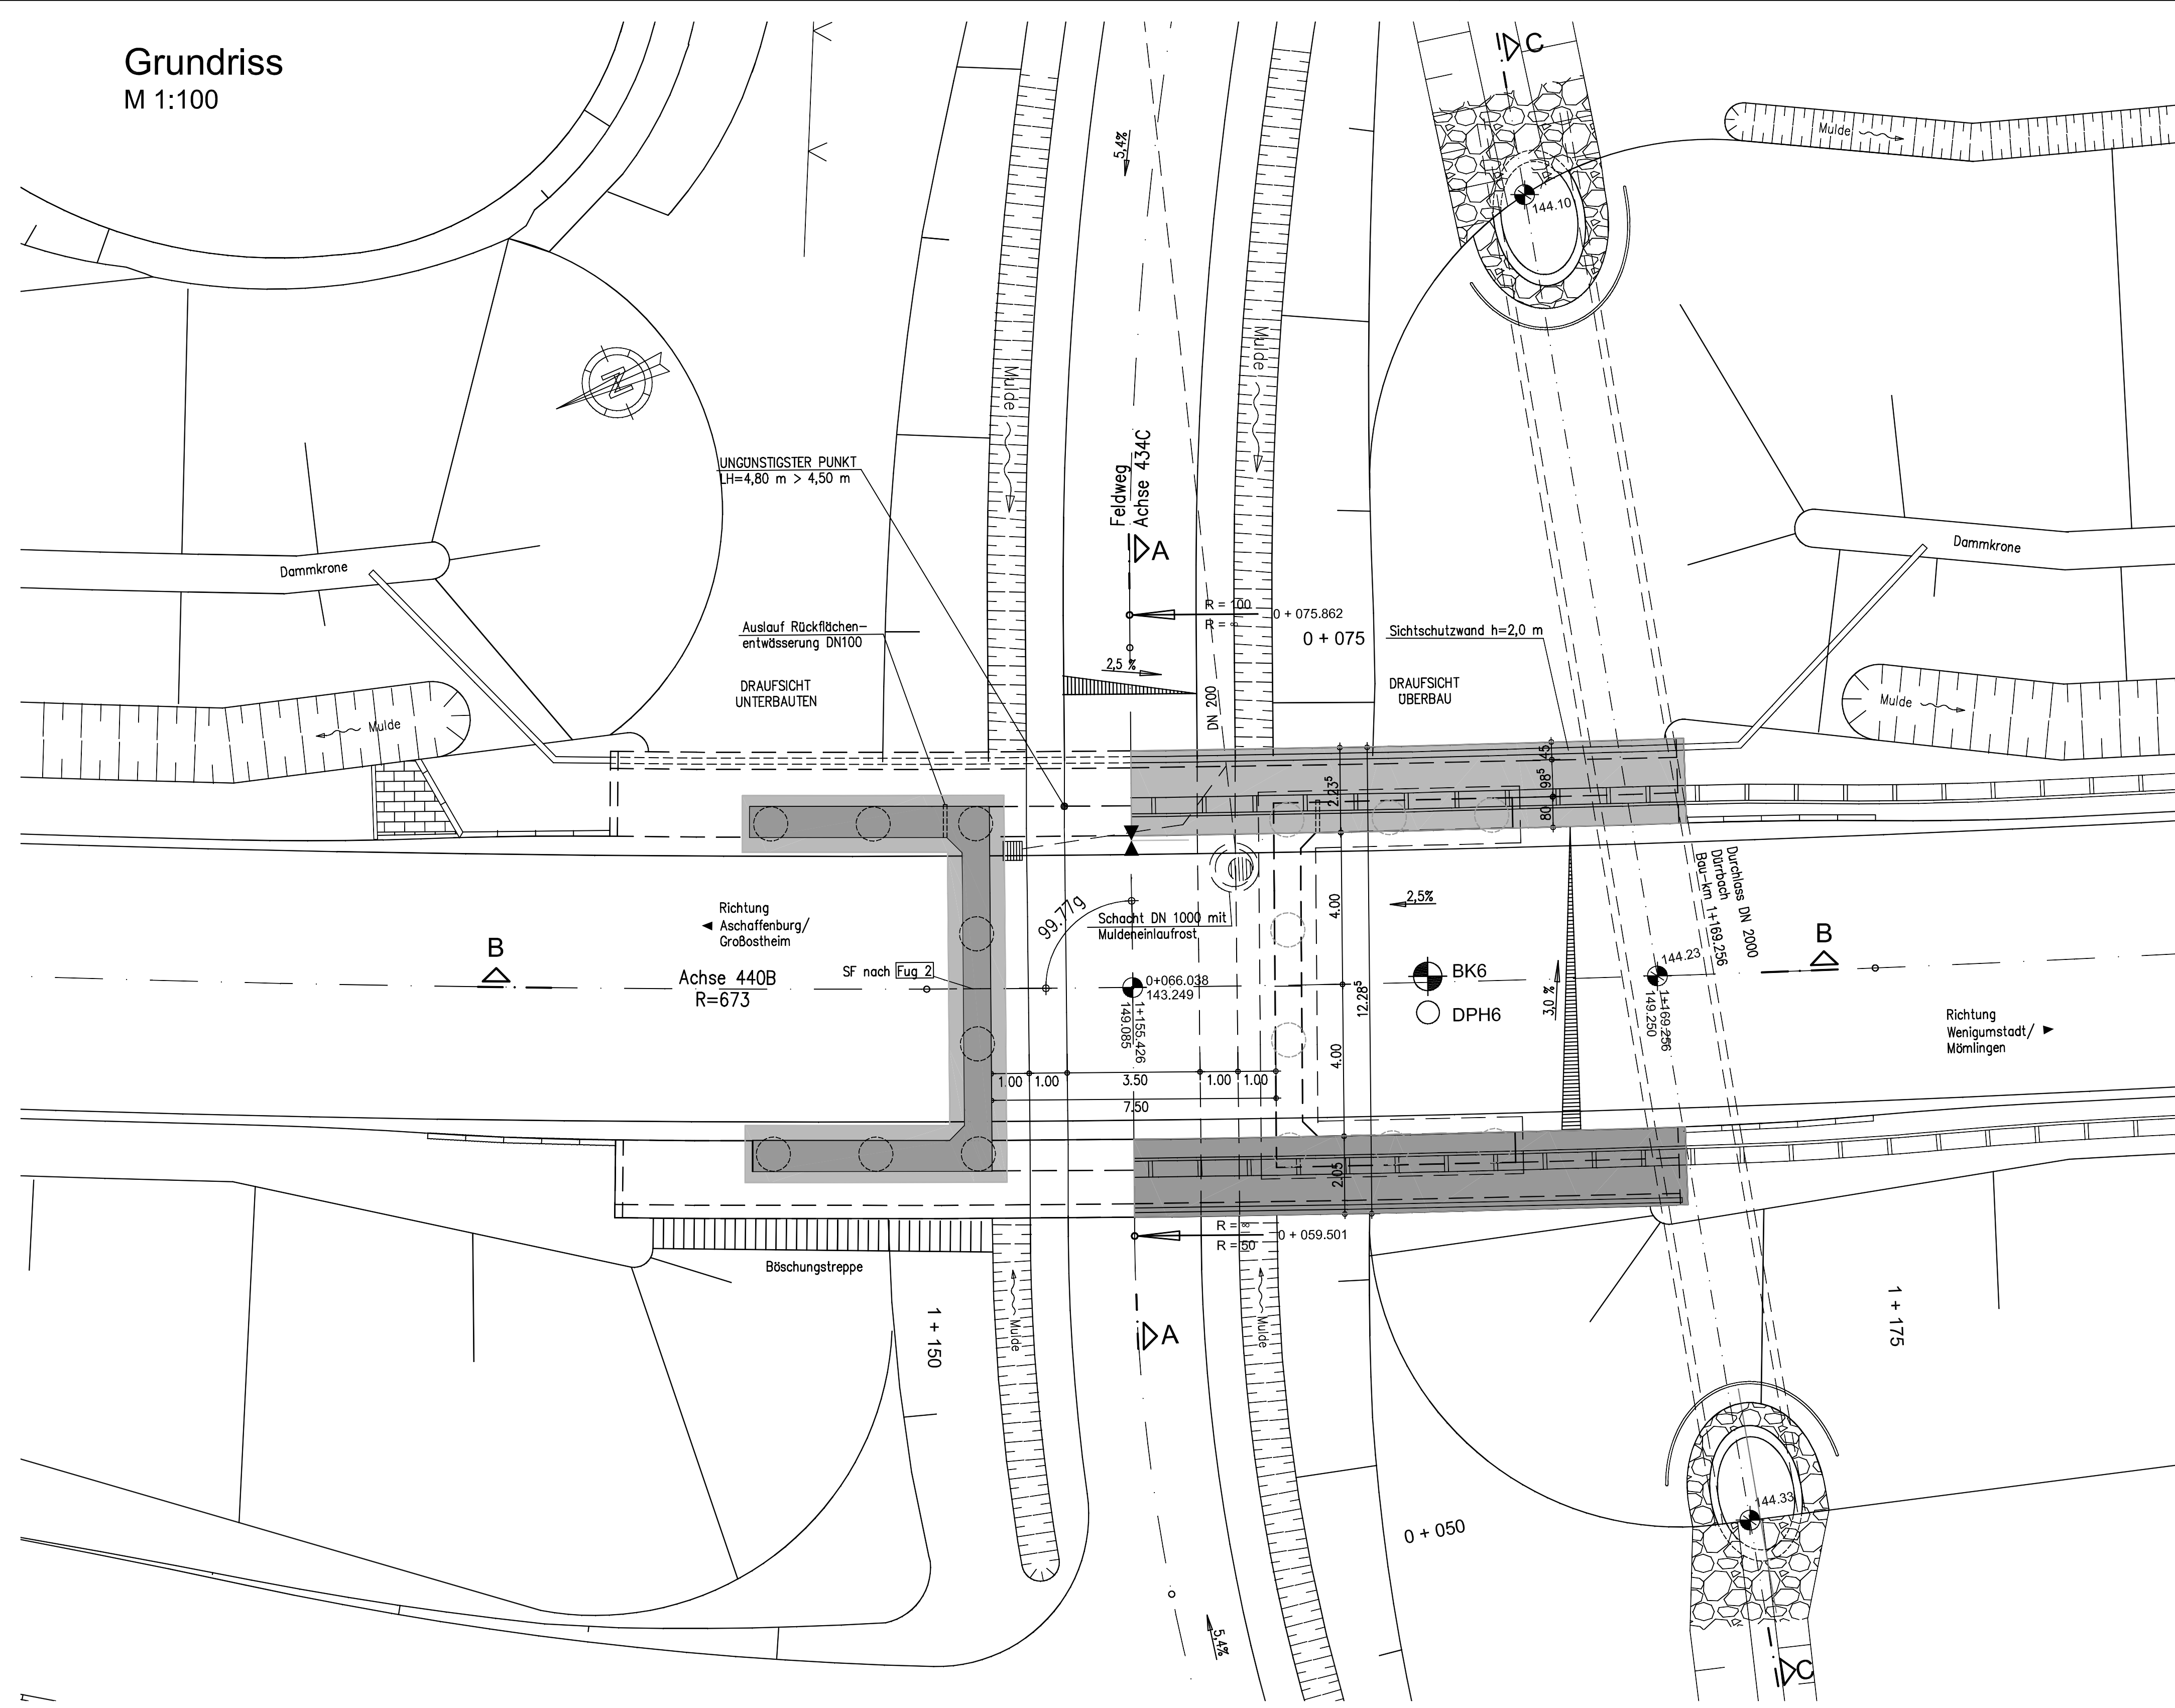 Grundriss
M 1:100
C
Mulde
5,4%
144.10
Mulde
Mulde
Z
UNGÜNSTIGSTER PUNKT
LH=4,80 m > 4,50 m
Feldweg
Achse 434C
A
Dammkrone
Dammkrone
R = 100
R = ∞
0 + 075.862
0 + 075
Auslauf Rückflächen-
entwässerung DN100
Sichtschutzwand h=2,0 m
2,5 %
DRAUFSICHT
UNTERBAUTEN
DN 200
DRAUFSICHT
ÜBERBAU
Mulde
Mulde
45
98⁵
80
2.23⁵
Durchlass DN 2000
Dürrbach
Bau-km 1+169.256
Richtung
Aschaffenburg/
Großostheim
99.77g
Schacht DN 1000 mit
Muldeneinlaufrost
4.00
2,5%
B
B
SF nach Fug 2
Achse 440B
R=673
0+066.038
143.249
1+155.426
149.085
12.28⁵
BK6
DPH6
3,0 %
144.23
1+169.256
149.250
Richtung
Wenigumstadt/
Mömlingen
4.00
1.00
1.00
3.50
1.00
1.00
7.50
2.05
R = ∞
R = 50
0 + 059.501
Böschungstreppe
Mulde
Mulde
1 + 150
A
1 + 175
0 + 050
144.33
5,4%
C